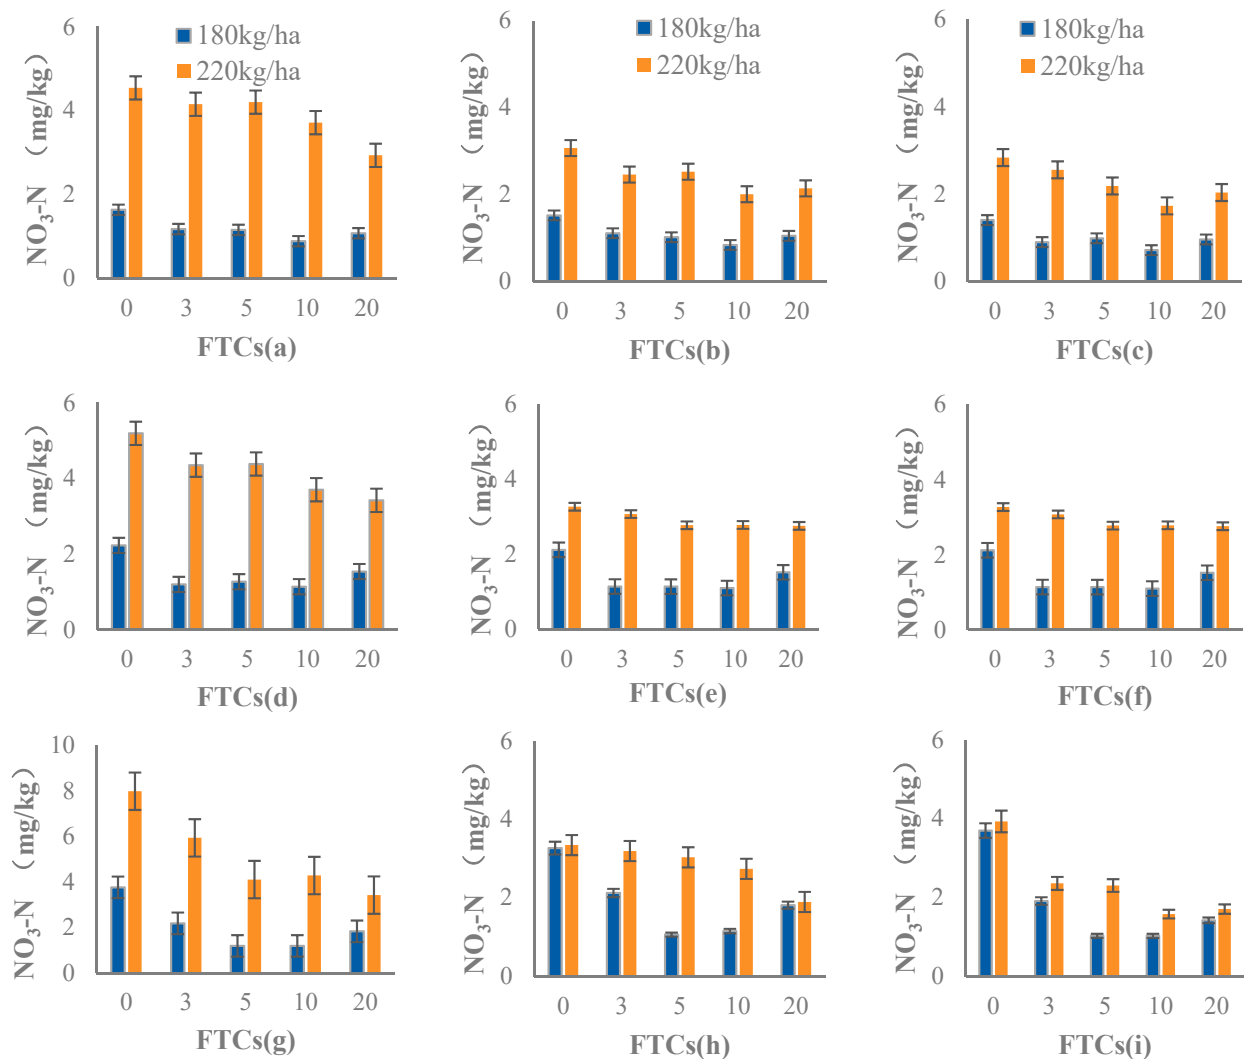 6
4
2
0
NO3-N （mg/kg）
180kg/ha
220kg/ha
0 3 5 10 20
FTCs(a)
6
4
2
0
NO3-N （mg/kg）
180kg/ha
220kg/ha
0 3 5 10 20
FTCs(b)
6
4
2
0
NO3-N （mg/kg）
180kg/ha
220kg/ha
0 3 5 10 20
FTCs(c)
6
4
2
0
NO3-N （mg/kg）
0 3 5 10 20
FTCs(d)
6
4
2
0
NO3-N （mg/kg）
0 3 5 10 20
FTCs(e)
6
4
2
0
NO3-N （mg/kg）
0 3 5 10 20
FTCs(f)
10
8
6
4
2
0
NO3-N （mg/kg）
0 3 5 10 20
FTCs(g)
6
4
2
0
NO3-N （mg/kg）
0 3 5 10 20
FTCs(h)
6
4
2
0
NO3-N （mg/kg）
0 3 5 10 20
FTCs(i)